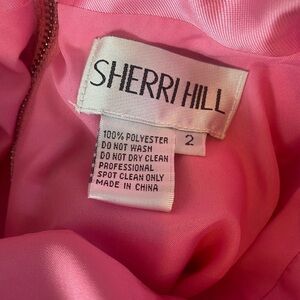 SHERRI HILL
2
100% POLYESTER
DO NOT WASH
DO NOT DRY CLEAN
PROFESSIONAL
SPOT CLEAN ONLY
MADE IN CHINA